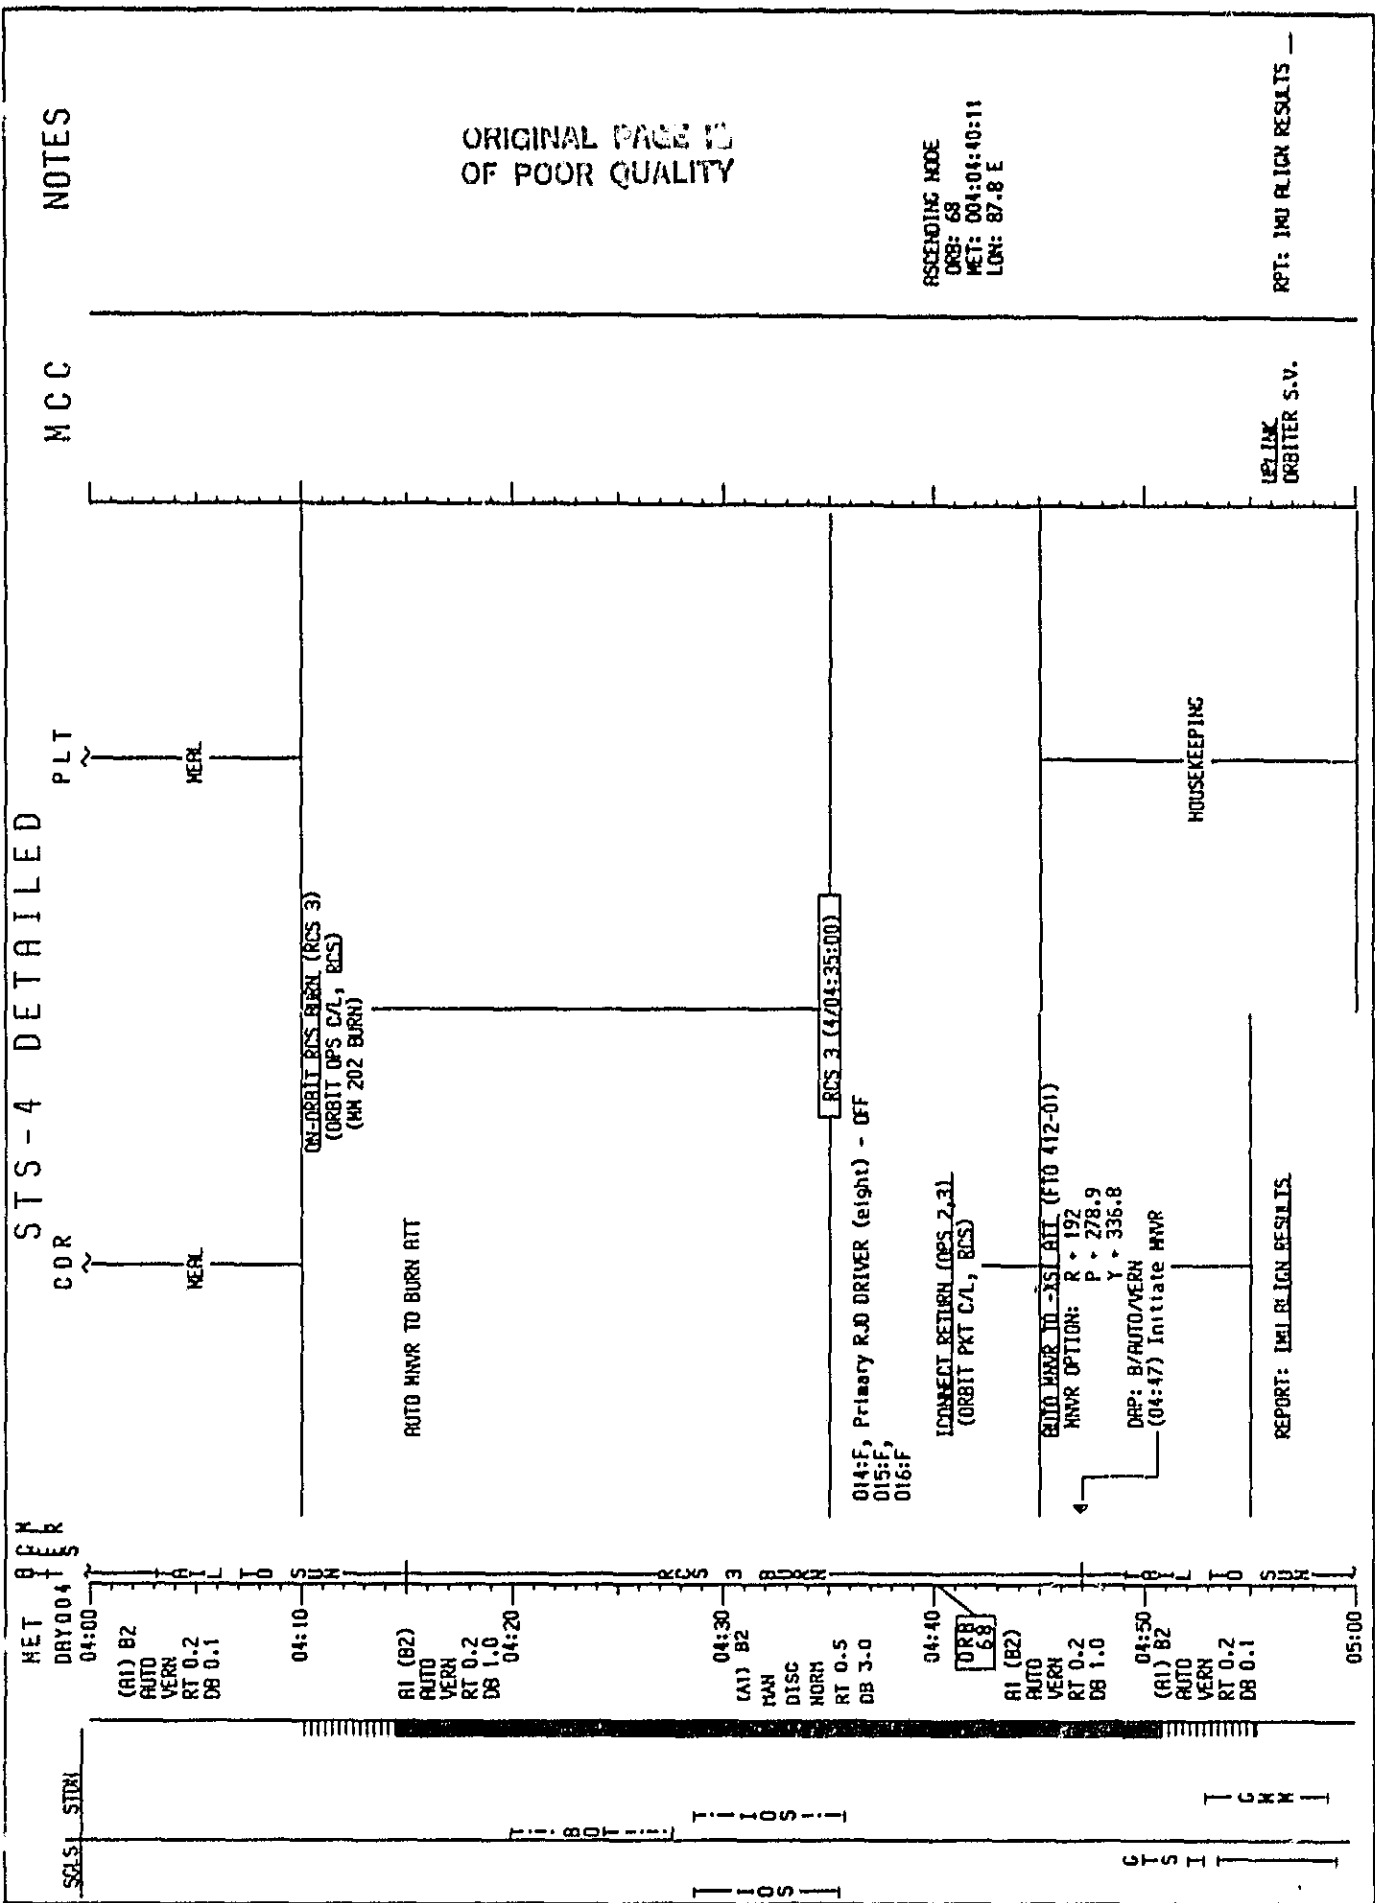 STS-4 DETAILED
MET
DAY004
CDR
PLT
MCC
NOTES
SGLS
STDN
04:00
(A1) B2
AUTO
VERN
RT 0.2
DB 0.1
TAIL TO SUN
MEAL
MEAL
04:10
ON-ORBIT RCS BURN (RCS 3)
(ORBIT OPS C/L, RCS)
(MM 202 BURN)
A1 (B2)
AUTO
VERN
RT 0.2
DB 1.0
AUTO MNVR TO BURN ATT
04:20
BOT
ORIGINAL PAGE IS
OF POOR QUALITY
04:30
(A1) B2
MAN
DISC
NORM
RT 0.5
DB 3.0
IOS
IOS
RCS 3 BURN
RCS 3 (4/04:35:00)
014:F, Primary RJD DRIVER (eight) - OFF
015:F,
016:F
04:40
ORB
68
ICONNECT RETURN (OPS 2,3)
(ORBIT PKT C/L, RCS)
ASCENDING NODE
ORB: 68
MET: 004:04:40:11
LON: 87.8 E
A1 (B2)
AUTO
VERN
RT 0.2
DB 1.0
AUTO MNVR TO -XSI ATT (FTO 412-01)
MNVR OPTION: R + 192
P + 278.9
Y + 336.8
DAP: B/AUTO/VERN
(04:47) Initiate MNVR
HOUSEKEEPING
04:50
(A1) B2
AUTO
VERN
RT 0.2
DB 0.1
TAIL TO SUN
GTS
I
GWM
REPORT: IMU ALIGN RESULTS
UPLINK
ORBITER S.V.
RPT: IMU ALIGN RESULTS
05:00